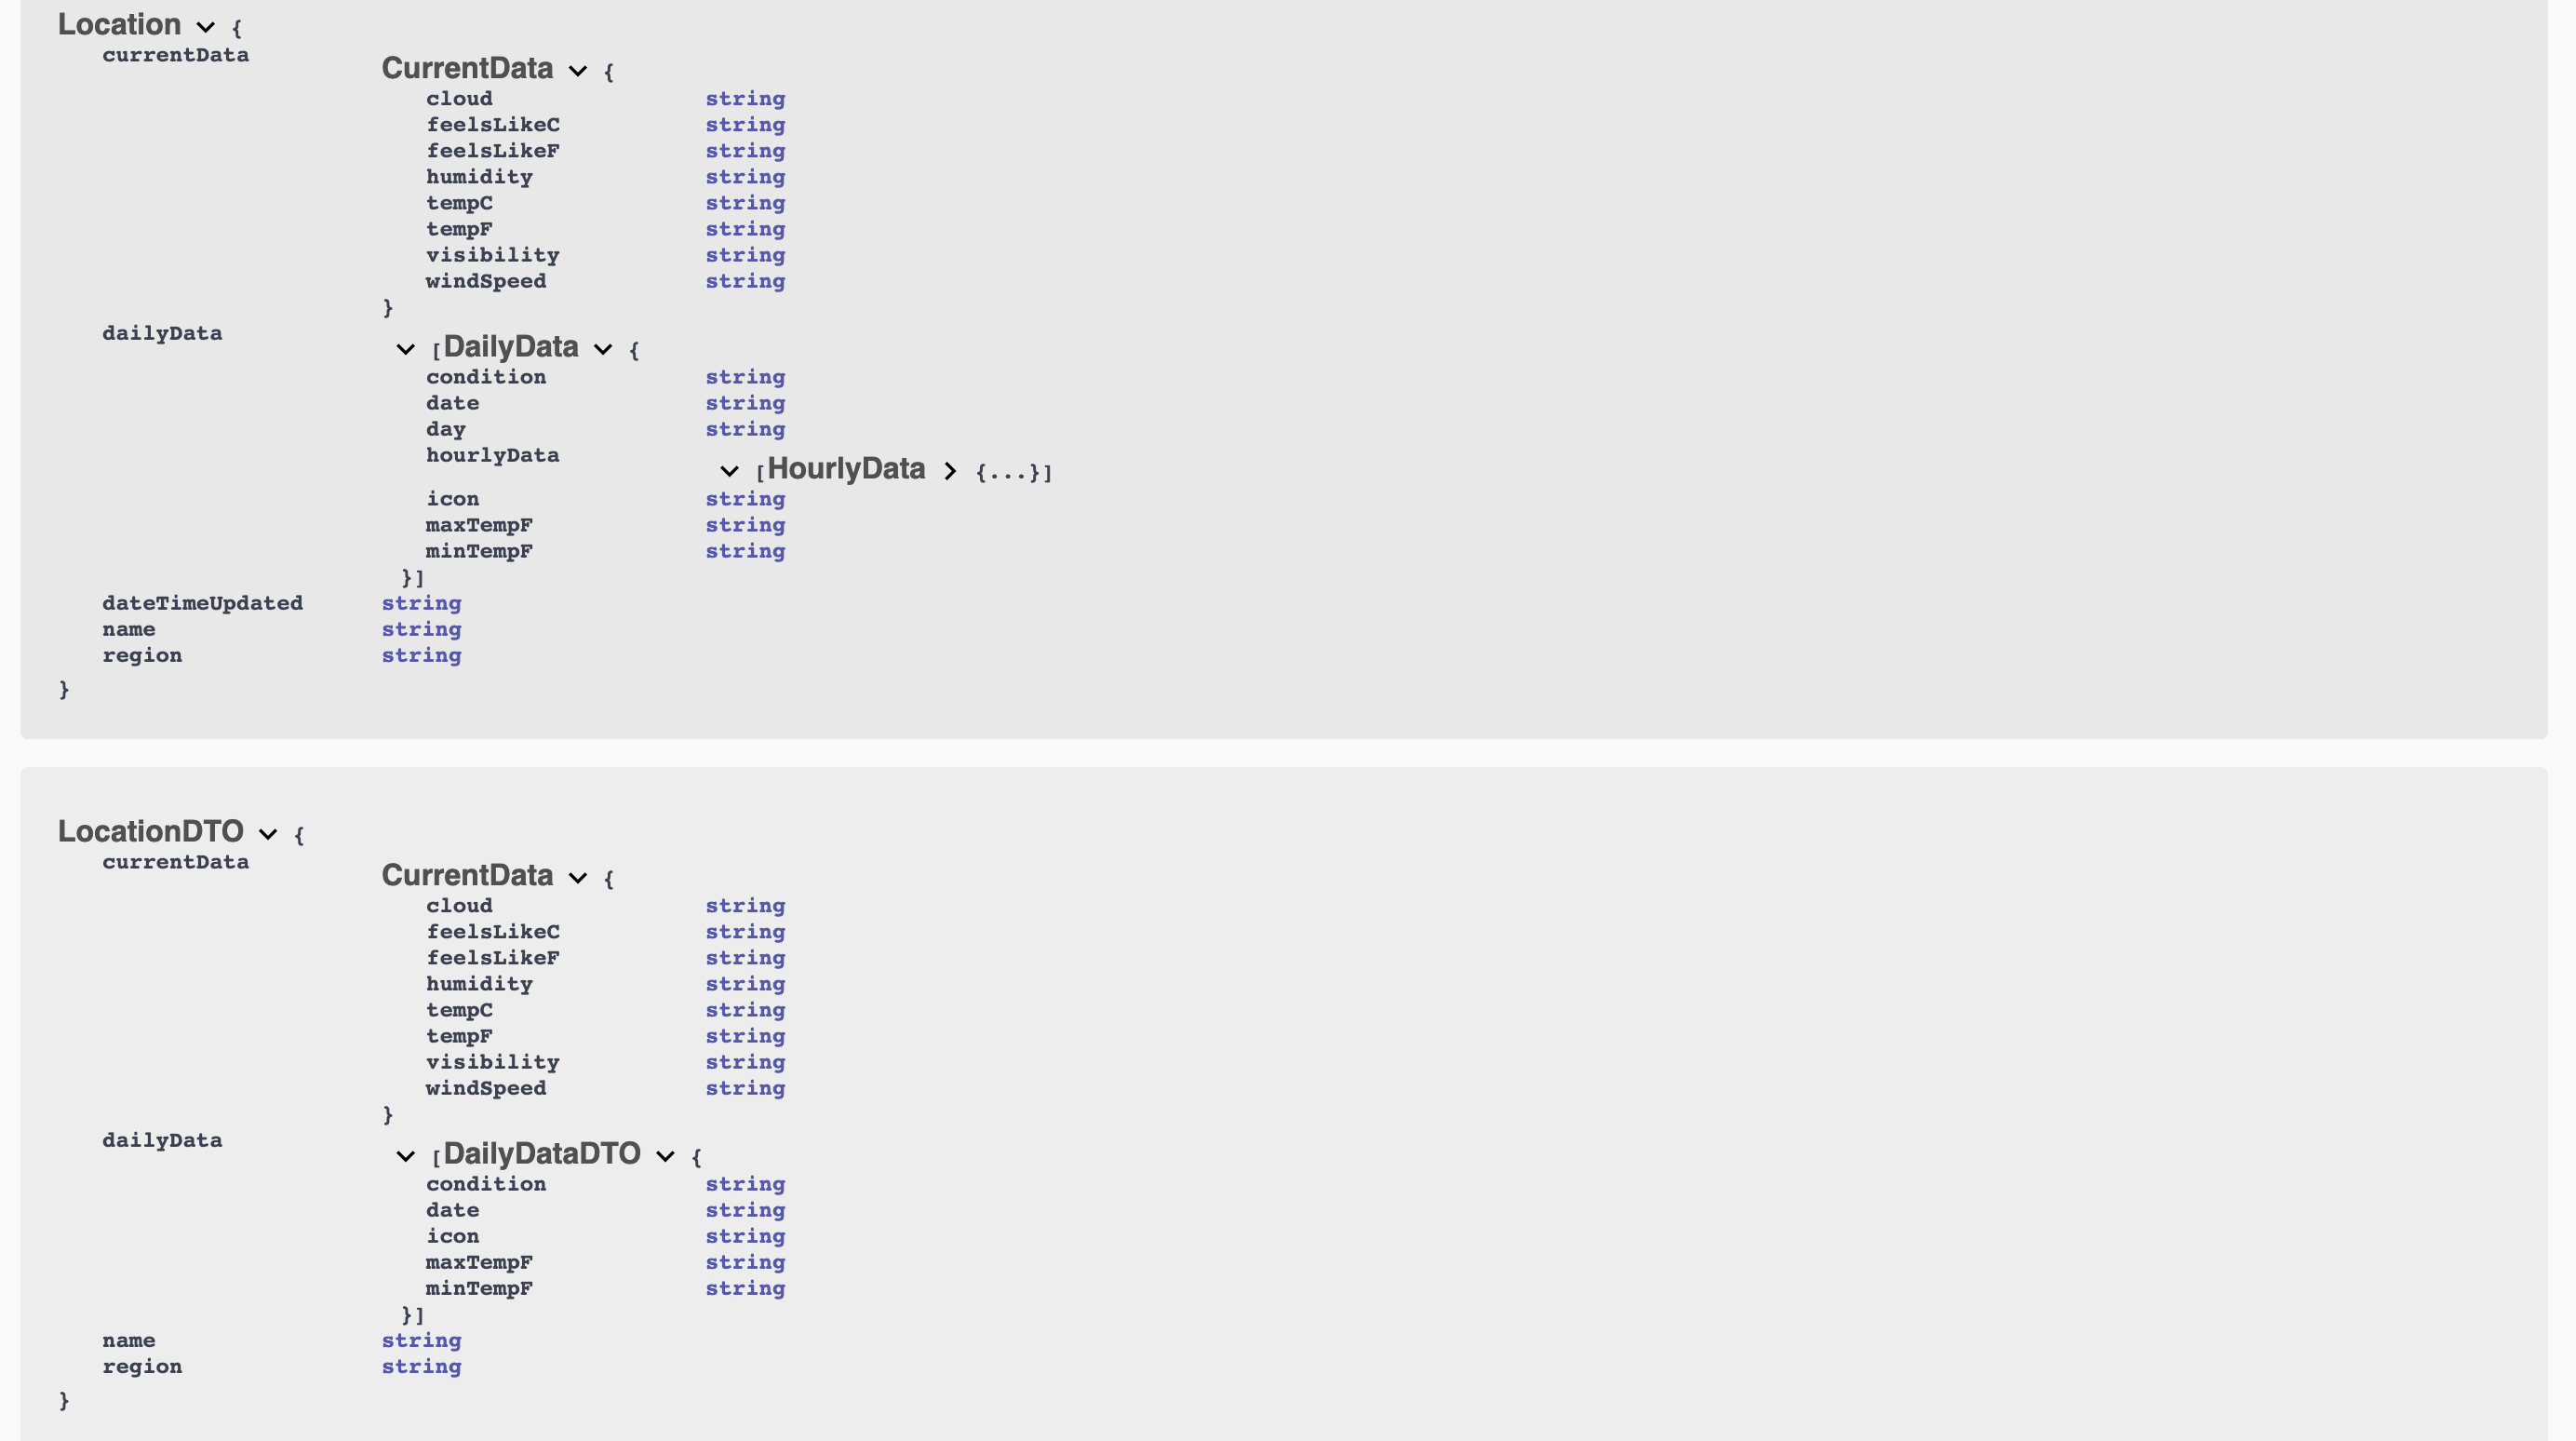 Location {
currentData
CurrentData {
cloud string
feelsLikeC string
feelsLikeF string
humidity string
tempC string
tempF string
visibility string
windSpeed string
}
dailyData
[DailyData {
condition string
date string
day string
hourlyData
[HourlyData > {...}]
icon string
maxTempF string
minTempF string
}]
dateTimeUpdated string
name string
region string
}
LocationDTO {
currentData
CurrentData {
cloud string
feelsLikeC string
feelsLikeF string
humidity string
tempC string
tempF string
visibility string
windSpeed string
}
dailyData
[DailyDataDTO {
condition string
date string
icon string
maxTempF string
minTempF string
}]
name string
region string
}